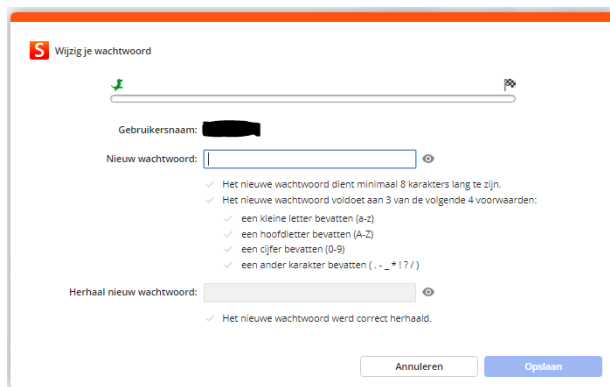 S Wijzig je wachtwoord
Gebruikersnaam:
Nieuw wachtwoord:
Het nieuwe wachtwoord dient minimaal 8 karakters lang te zijn.
Het nieuwe wachtwoord voldoet aan 3 van de volgende 4 voorwaarden:
een kleine letter bevatten (a-z)
een hoofdletter bevatten (A-Z)
een cijfer bevatten (0-9)
een ander karakter bevatten ( . - _ * ! ? / )
Herhaal nieuw wachtwoord:
Het nieuwe wachtwoord werd correct herhaald.
Annuleren Opslaan